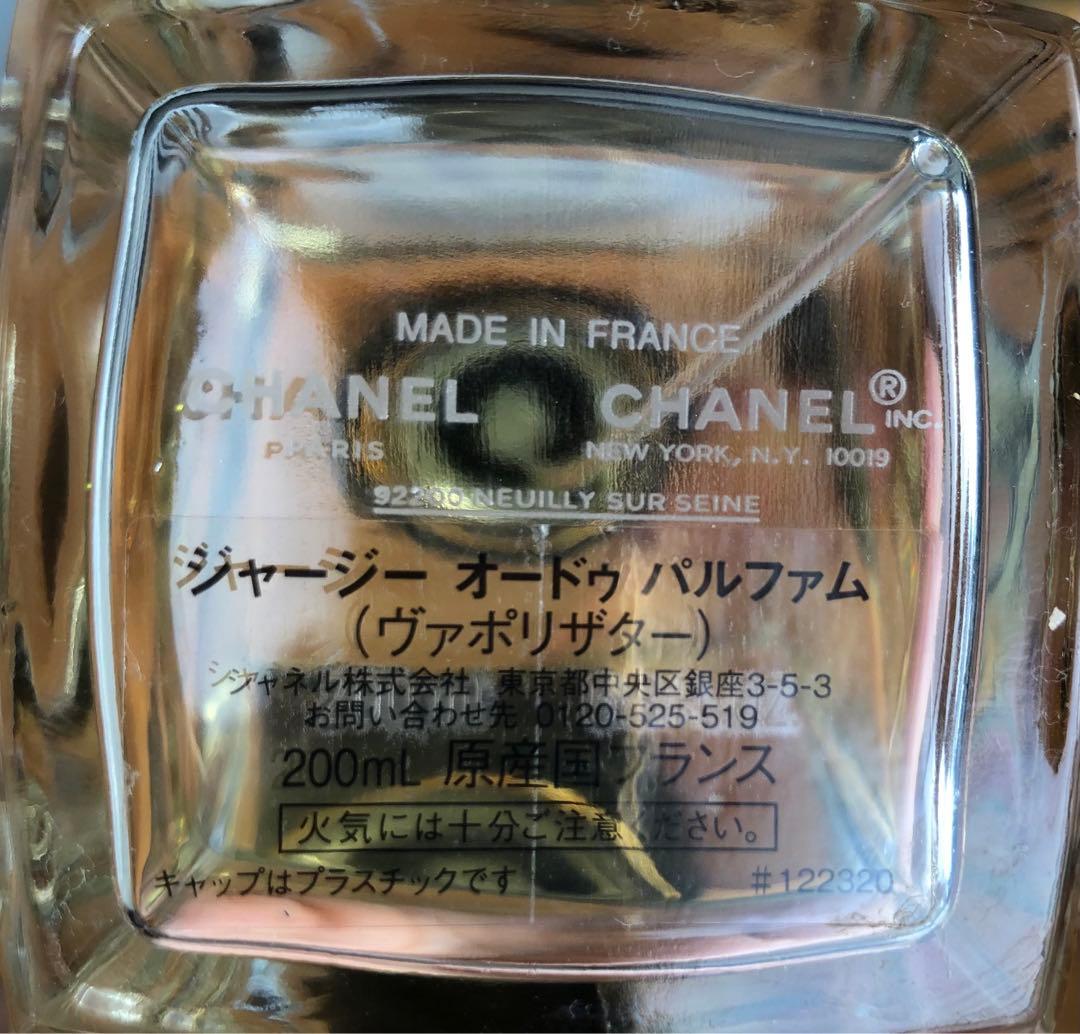 MADE IN FRANCE
CHANEL CHANEL® INC.
PARIS NEW YORK, N.Y. 10019
92200 NEUILLY SUR SEINE
ジャージー オードゥ パルファム
(ヴァポリザター)
シャネル株式会社 東京都中央区銀座3-5-3
お問い合わせ先 0120-525-519
200mL 原産国フランス
火気には十分ご注意ください。
キャップはプラスチックです #122320